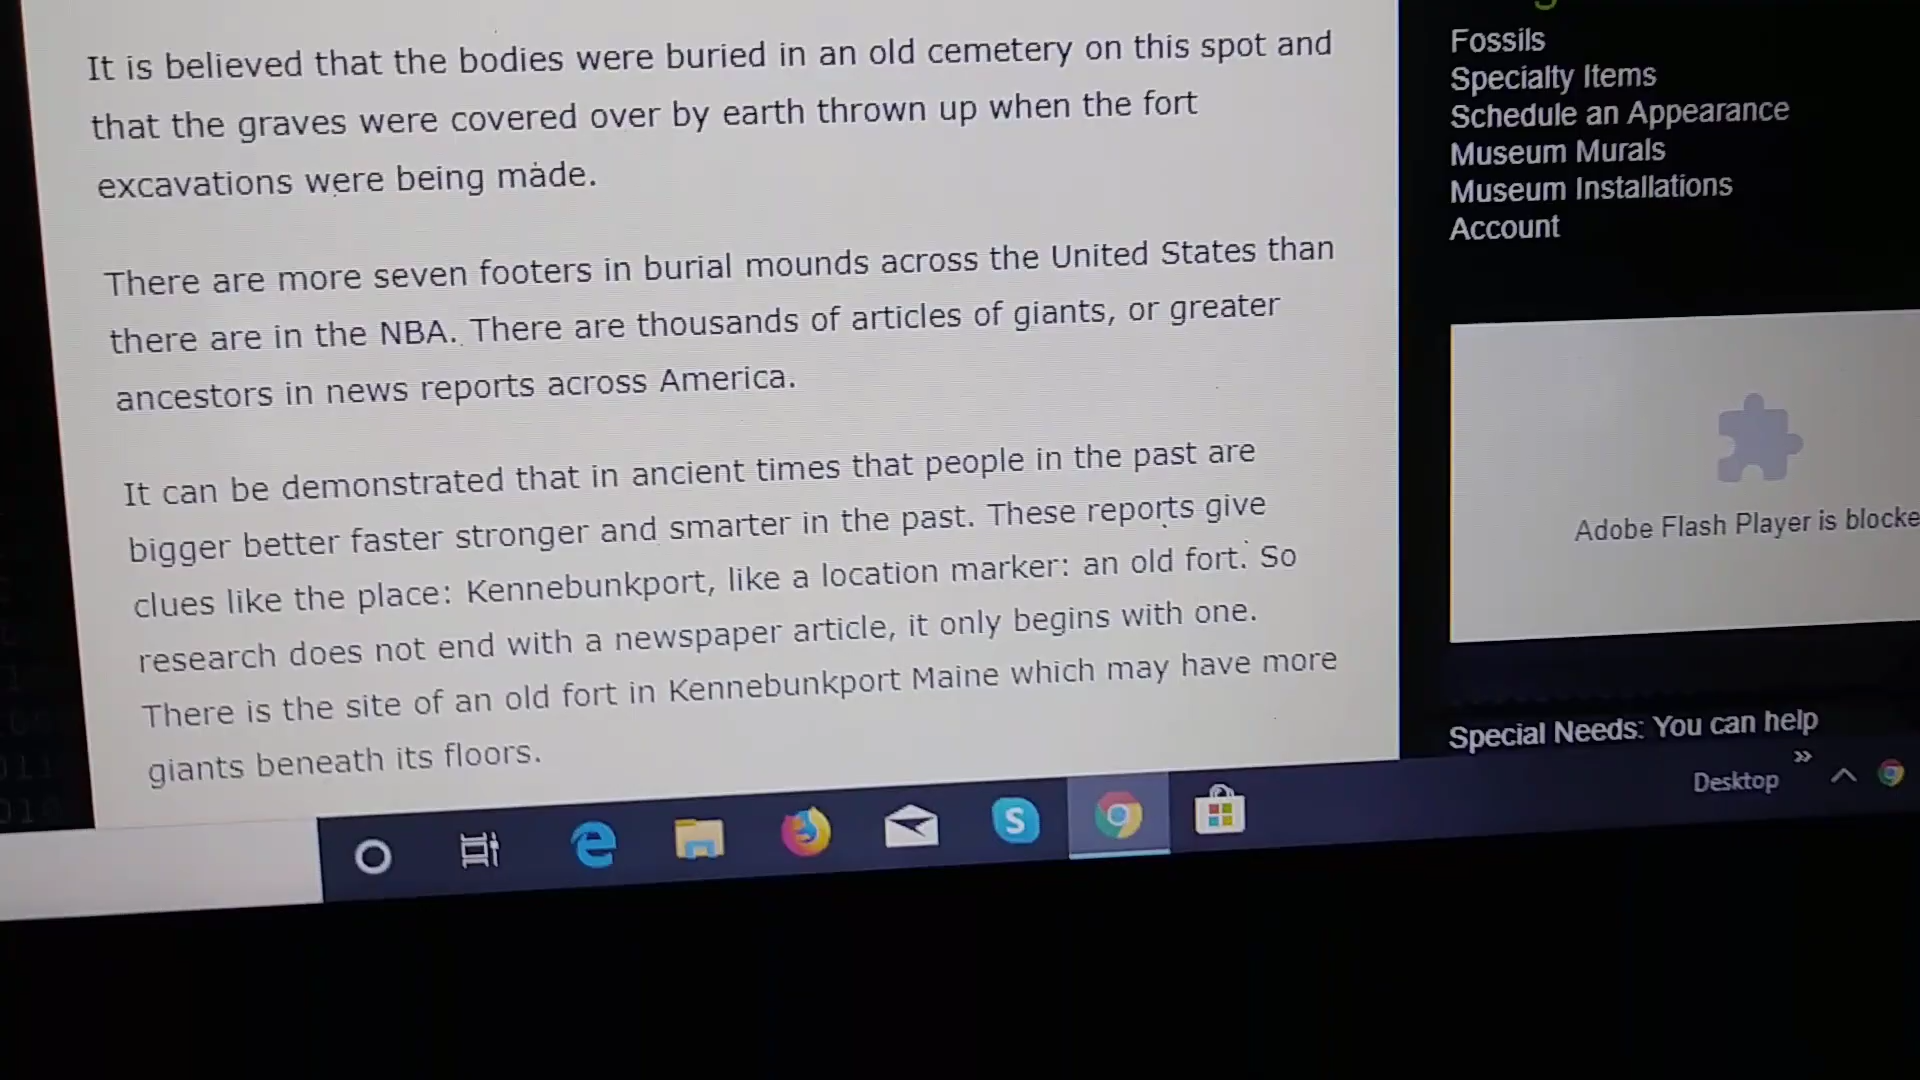 It is believed that the bodies were buried in an old cemetery on this spot and
that the graves were covered over by earth thrown up when the fort
excavations were being made.
There are more seven footers in burial mounds across the United States than
there are in the NBA. There are thousands of articles of giants, or greater
ancestors in news reports across America.
It can be demonstrated that in ancient times that people in the past are
bigger better faster stronger and smarter in the past. These reports give
clues like the place: Kennebunkport, like a location marker: an old fort. So
research does not end with a newspaper article, it only begins with one.
There is the site of an old fort in Kennebunkport Maine which may have more
giants beneath its floors.
Fossils
Specialty Items
Schedule an Appearance
Museum Murals
Museum Installations
Account
Adobe Flash Player is blocke
Special Needs: You can help
Desktop